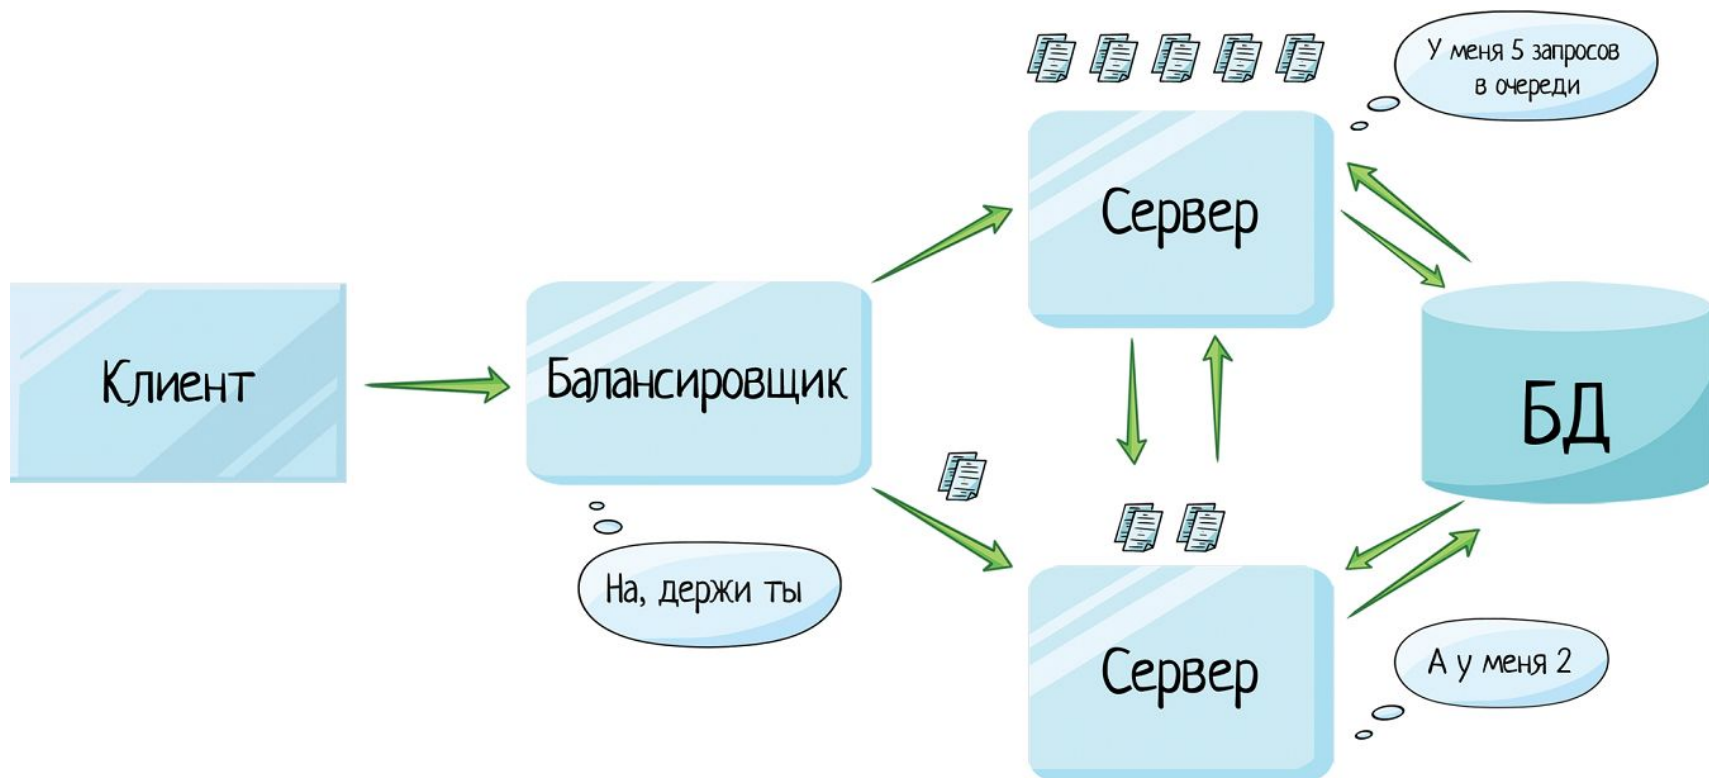 У меня 5 запросов
в очереди
Сервер
Клиент
Балансировщик
БД
На, держи ты
Сервер
А у меня 2